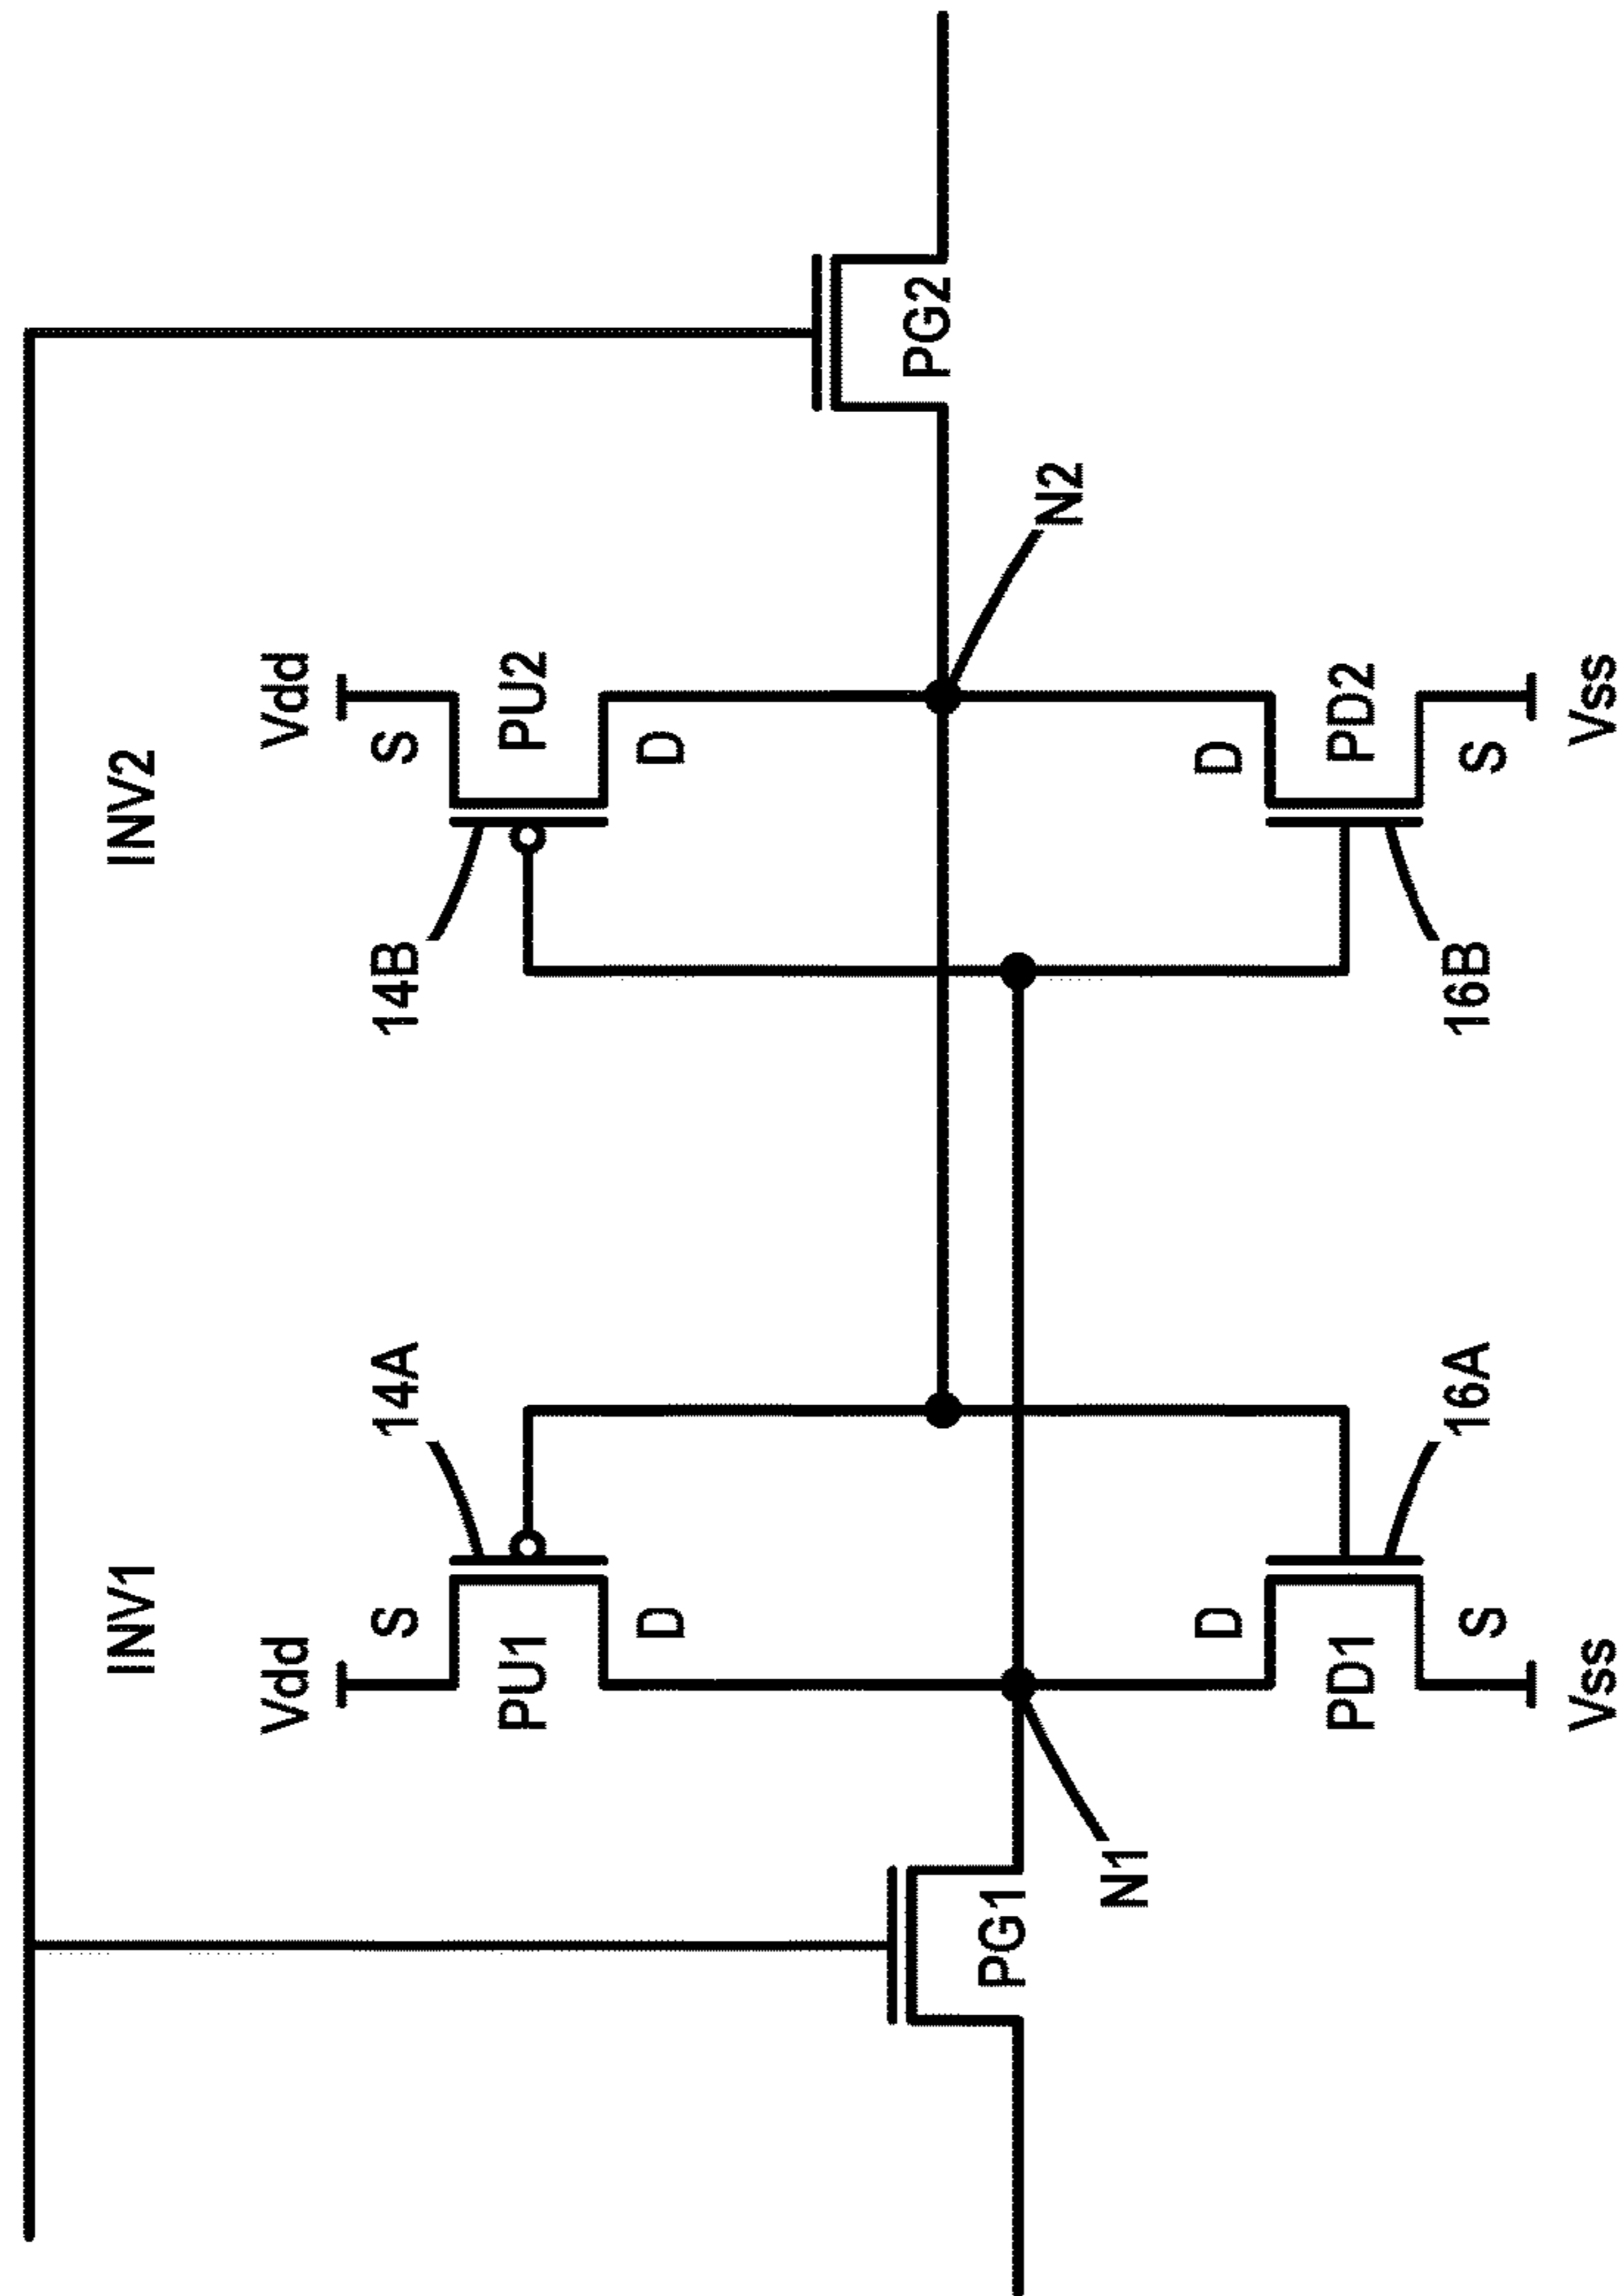 INV1
INV2
Vdd
Vdd
S
14A
14B
S
PU1
PU2
D
D
PG2
PG1
N2
N1
D
D
PD1
PD2
S
16A
16B
S
Vss
Vss